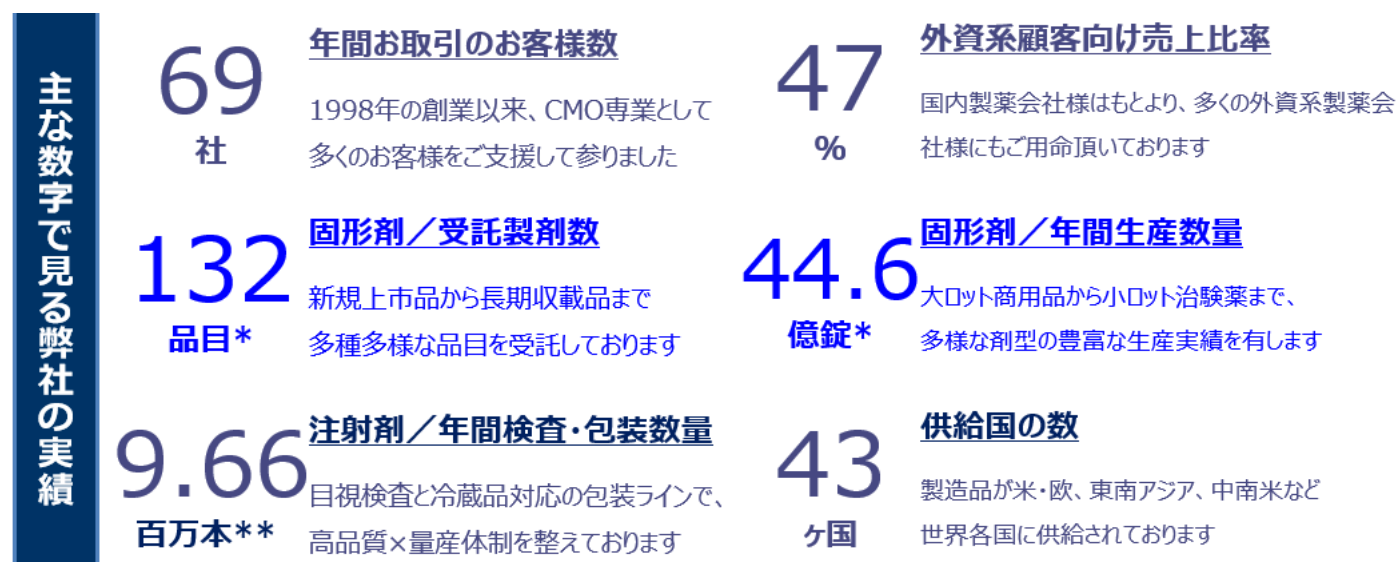 主な数字で見る弊社の実績
69
社
年間お取引のお客様数
1998年の創業以来、CMO専業として
多くのお客様をご支援して参りました
47
%
外資系顧客向け売上比率
国内製薬会社様はもとより、多くの外資系製薬会
社様にもご用命頂いております
132
品目*
固形剤／受託製剤数
新規上市品から長期収載品まで
多種多様な品目を受託しております
44.6
億錠*
固形剤／年間生産数量
大ロット商用品から小ロット治験薬まで、
多様な剤型の豊富な生産実績を有します
9.66
百万本**
注射剤／年間検査・包装数量
目視検査と冷蔵品対応の包装ラインで、
高品質×量産体制を整えております
43
ヶ国
供給国の数
製造品が米・欧、東南アジア、中南米など
世界各国に供給されております